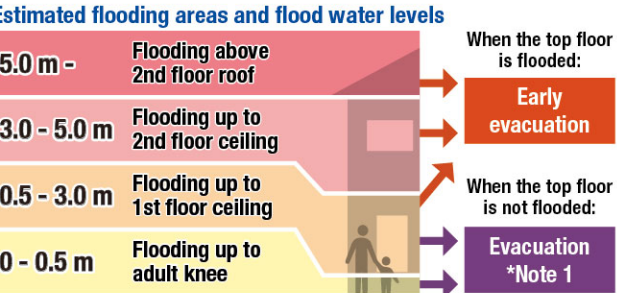 Estimated flooding areas and flood water levels
5.0 m -
Flooding above
2nd floor roof
3.0 - 5.0 m
Flooding up to
2nd floor ceiling
0.5 - 3.0 m
Flooding up to
1st floor ceiling
0 - 0.5 m
Flooding up to
adult knee
When the top floor
is flooded:
Early
evacuation
When the top floor
is not flooded:
Evacuation
*Note 1